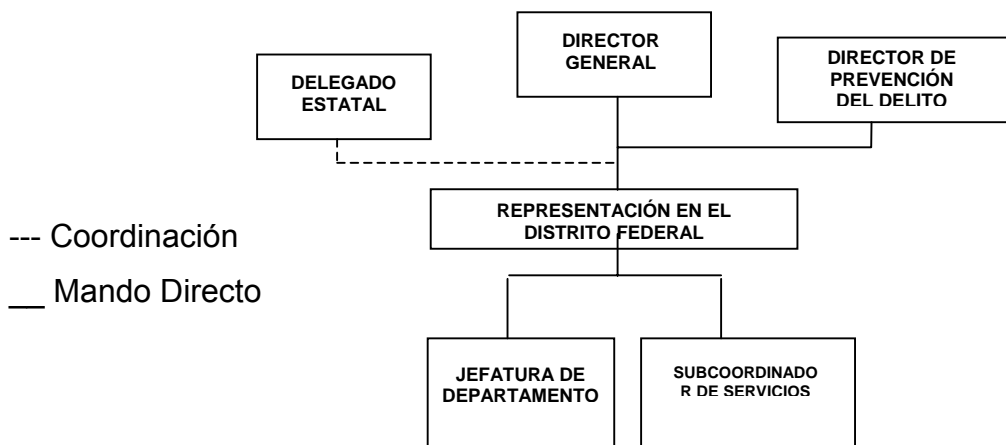 DIRECTOR
GENERAL
DELEGADO
ESTATAL
DIRECTOR DE
PREVENCIÓN
DEL DELITO
REPRESENTACIÓN EN EL
DISTRITO FEDERAL
--- Coordinación
__ Mando Directo
JEFATURA DE
DEPARTAMENTO
SUBCOORDINADO
R DE SERVICIOS